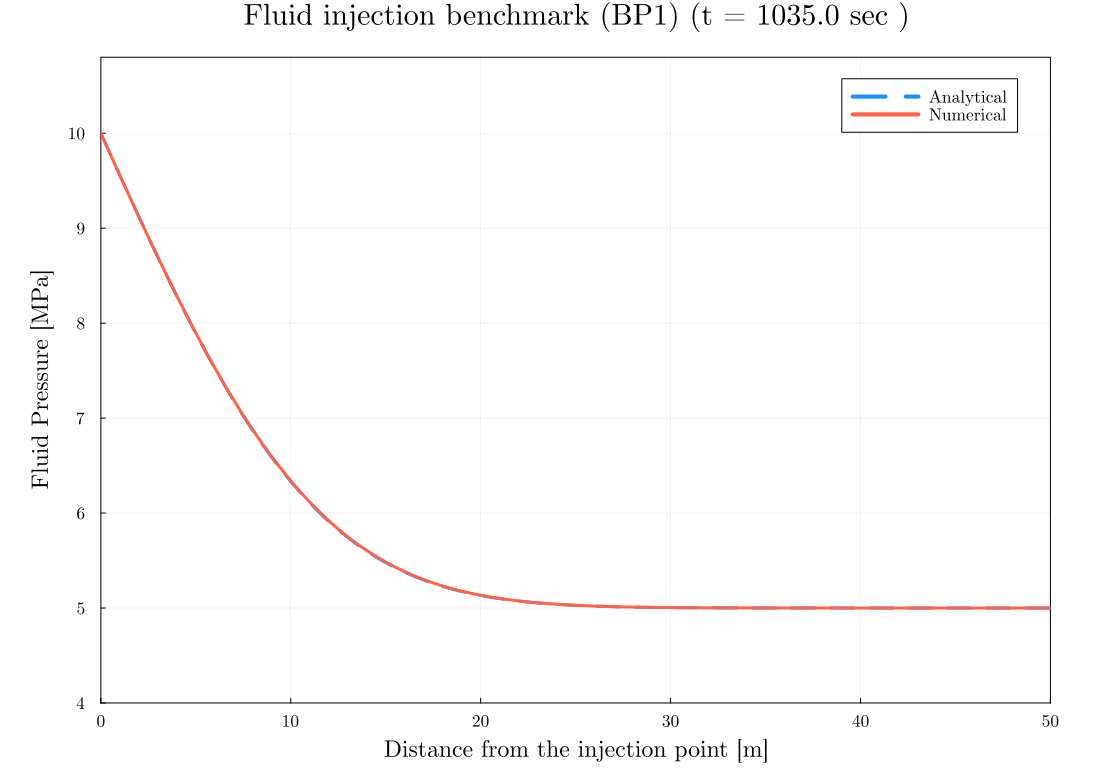 Fluid injection benchmark (BP1) (t = 1035.0 sec )
Analytical
Numerical
Fluid Pressure [MPa]
10
9
8
7
6
5
4
0 10 20 30 40 50
Distance from the injection point [m]